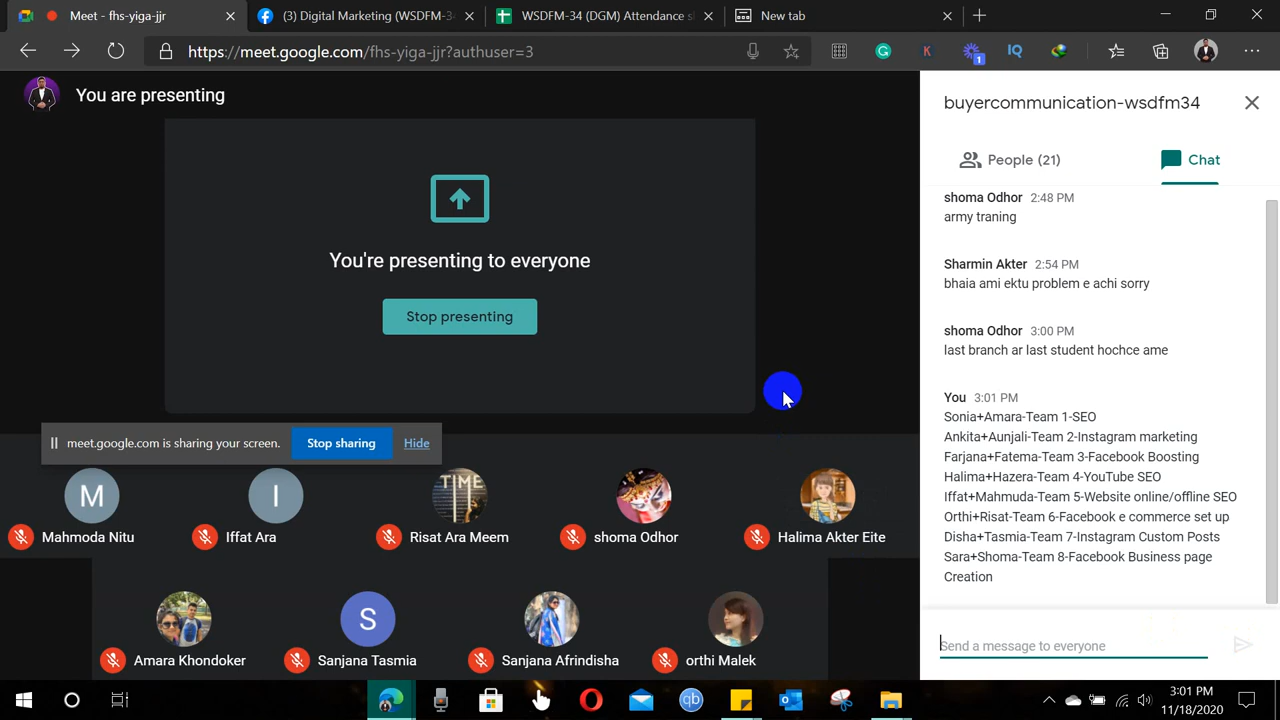 Meet - fhs-yiga-jjr
(3) Digital Marketing (WSDFM-34
WSDFM-34 (DGM) Attendance s
New tab
https://meet.google.com/fhs-yiga-jjr?authuser=3
K
1
IQ
You are presenting
buyercommunication-wsdfm34
People (21)
Chat
You're presenting to everyone
Stop presenting
meet.google.com is sharing your screen.
Stop sharing
Hide
shoma Odhor 2:48 PM
army traning
Sharmin Akter 2:54 PM
bhaia ami ektu problem e achi sorry
shoma Odhor 3:00 PM
last branch ar last student hochce ame
You 3:01 PM
Sonia+Amara-Team 1-SEO
Ankita+Aunjali-Team 2-Instagram marketing
Farjana+Fatema-Team 3-Facebook Boosting
Halima+Hazera-Team 4-YouTube SEO
Iffat+Mahmuda-Team 5-Website online/offline SEO
Orthi+Risat-Team 6-Facebook e commerce set up
Disha+Tasmia-Team 7-Instagram Custom Posts
Sara+Shoma-Team 8-Facebook Business page
Creation
M
I
TIME
Mahmoda Nitu
Iffat Ara
Risat Ara Meem
shoma Odhor
Halima Akter Eite
S
Amara Khondoker
Sanjana Tasmia
Sanjana Afrindisha
orthi Malek
Send a message to everyone
qb
3:01 PM
11/18/2020